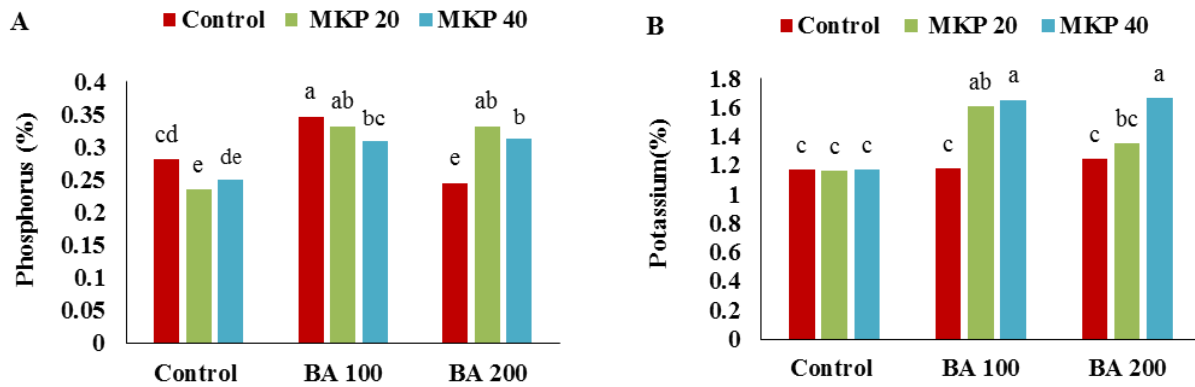 A
Control MKP 20 MKP 40
Phosphorus (%)
0.4
0.35
0.3
0.25
0.2
0.15
0.1
0.05
0
cd e de
a ab bc
e ab b
Control BA 100 BA 200
B
Control MKP 20 MKP 40
Potassium(%)
1.8
1.6
1.4
1.2
1
0.8
0.6
0.4
0.2
0
c c c
c ab a
c bc a
Control BA 100 BA 200